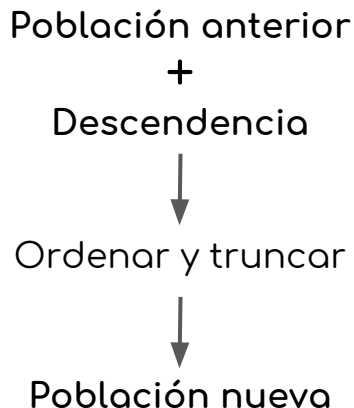 Población anterior
+
Descendencia
Ordenar y truncar
Población nueva